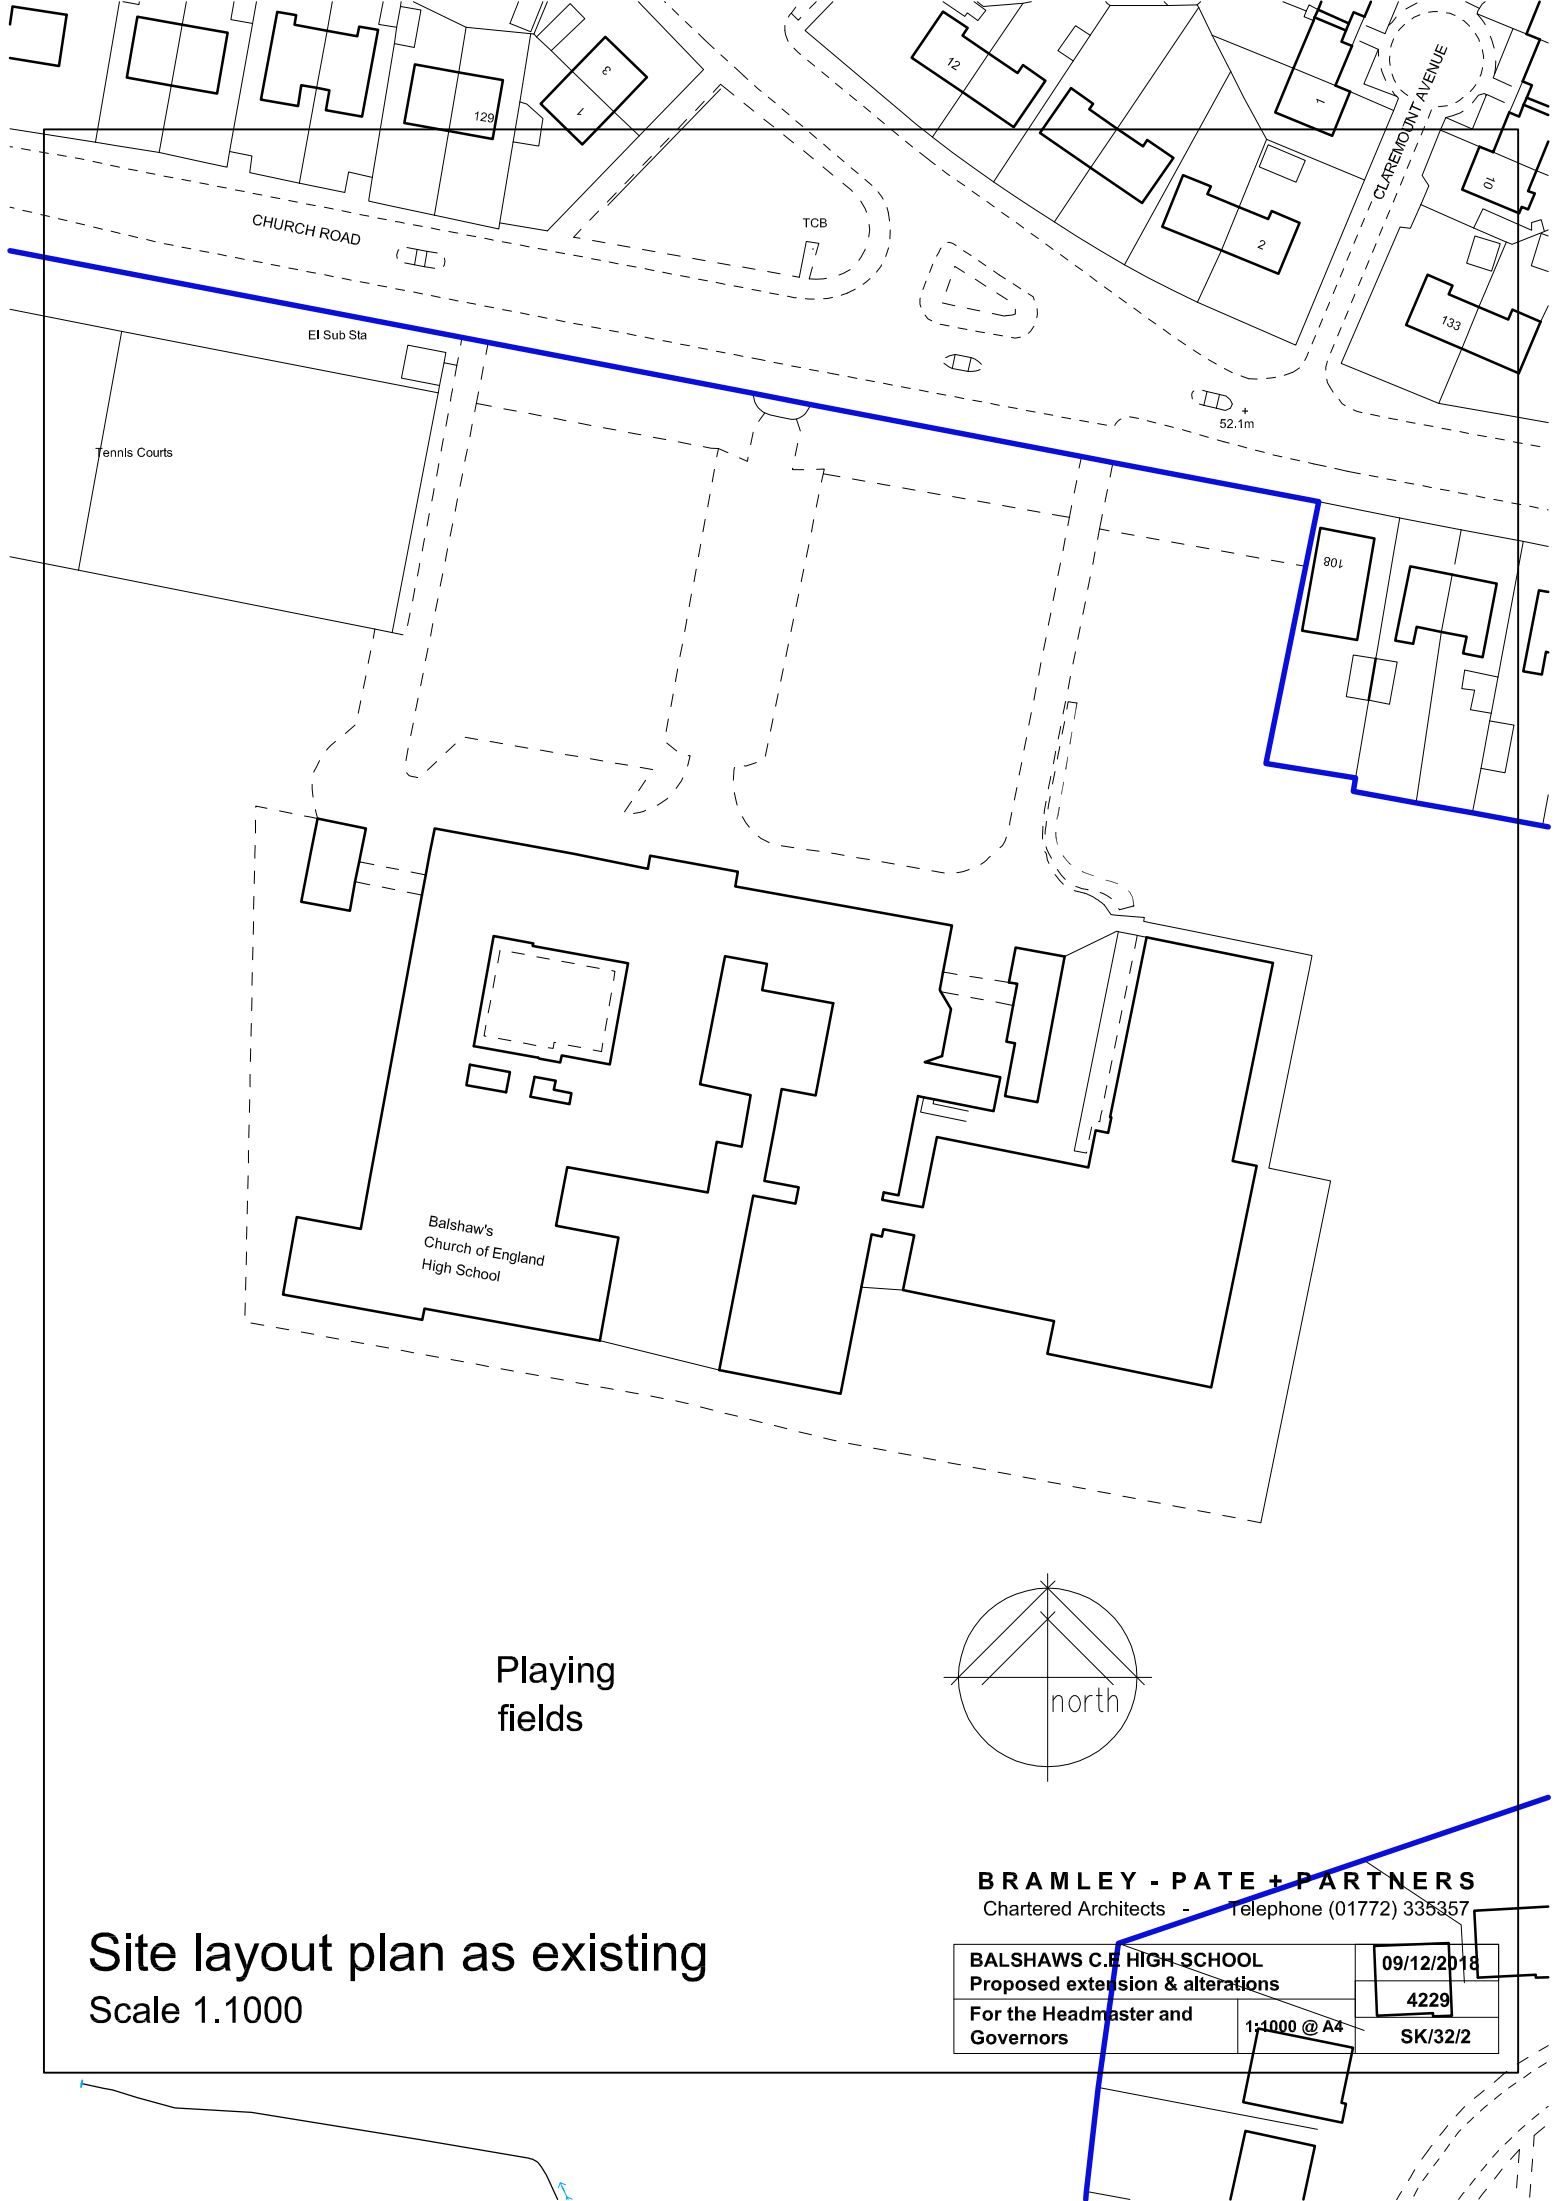 3
1
129
12
1
CLAREMOUNT AVENUE
10
2
133
CHURCH ROAD
TCB
El Sub Sta
52.1m
Tennis Courts
108
Balshaw's
Church of England
High School
Playing
fields
north
BRAMLEY - PATE + PARTNERS
Chartered Architects - Telephone (01772) 335357
Site layout plan as existing
Scale 1.1000
BALSHAWS C.E HIGH SCHOOL
Proposed extension & alterations
09/12/2018
4229
For the Headmaster and
Governors
1:1000 @ A4
SK/32/2